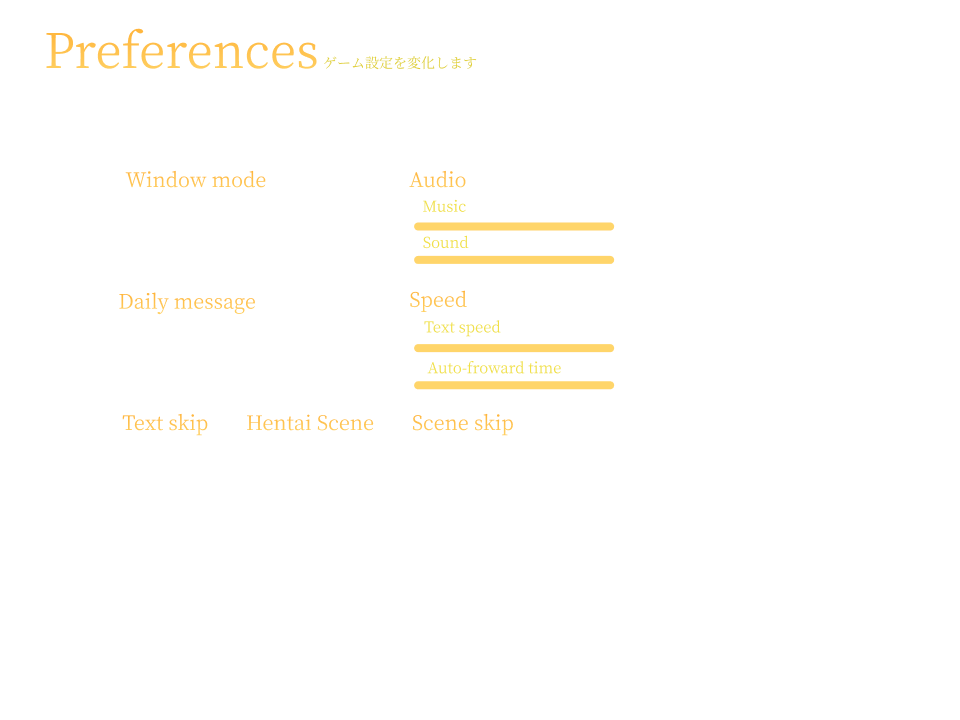 Preferences ゲーム設定を変化します
Window mode
Audio
Music
Sound
Daily message
Speed
Text speed
Auto-froward time
Text skip
Hentai Scene
Scene skip